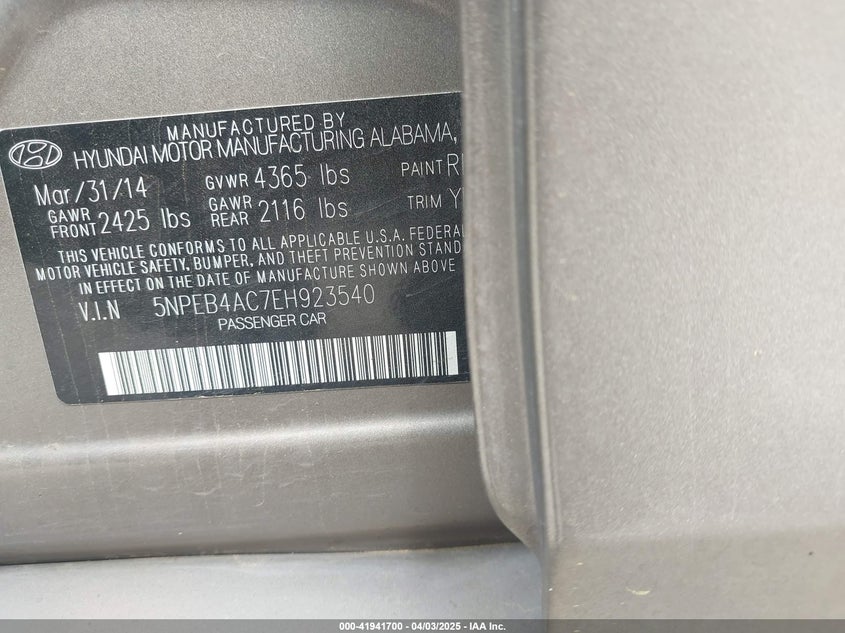 MANUFACTURED BY
HYUNDAI MOTOR MANUFACTURING ALABAMA,
Mar/31/14 GVWR 4365 lbs PAINT
GAWR FRONT 2425 lbs GAWR REAR 2116 lbs TRIM
THIS VEHICLE CONFORMS TO ALL APPLICABLE U.S.A. FEDERAL
MOTOR VEHICLE SAFETY, BUMPER, AND THEFT PREVENTION STAND
IN EFFECT ON THE DATE OF MANUFACTURE SHOWN ABOVE
V.I.N 5NPEB4AC7EH923540
PASSENGER CAR
000-41941700 - 04/03/2025 - IAA Inc.